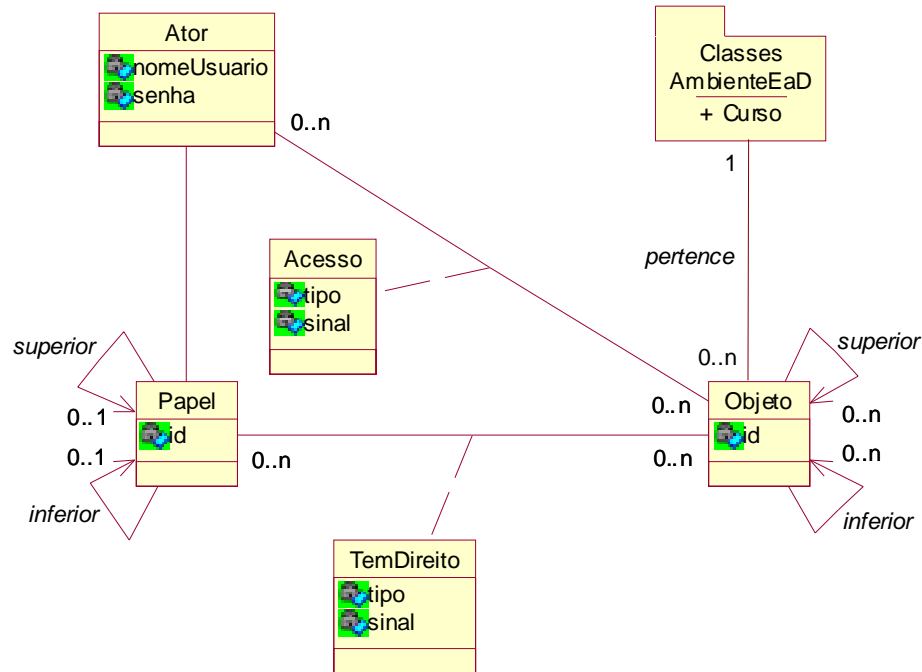 Ator
nomeUsuario
senha
0..n
Classes
AmbienteEaD
+ Curso
1
pertence
0..n
Acesso
tipo
sinal
superior
0..1
Papel
id
0..1
inferior
0..n
0..n
0..n
Objeto
id
superior
0..n
0..n
inferior
TemDireito
tipo
sinal